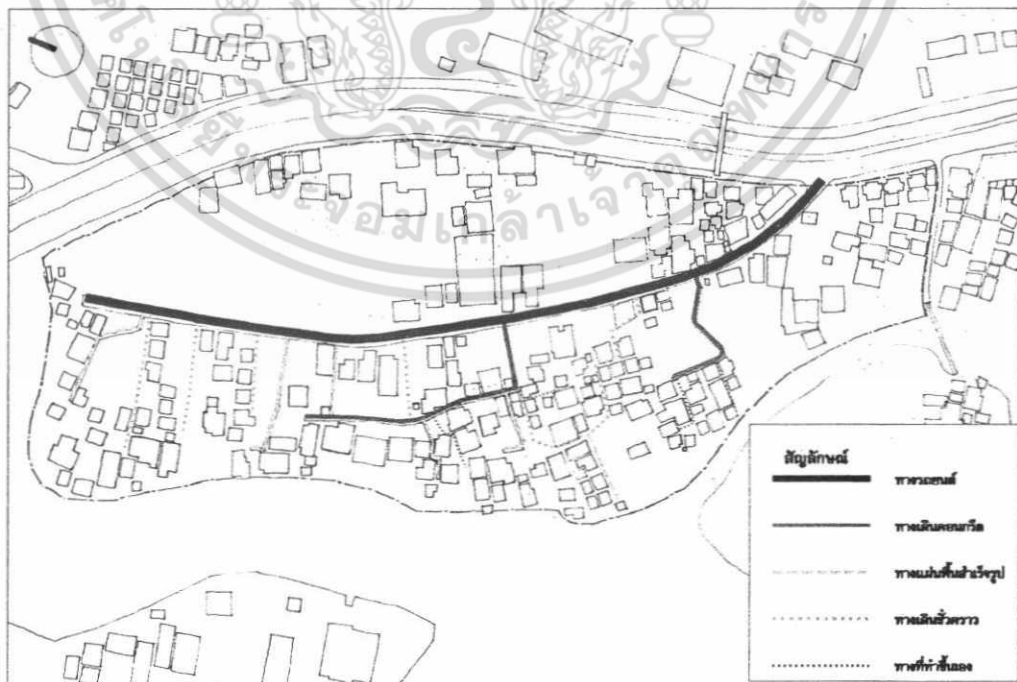 สัญลักษณ์
ทางรถยนต์
ทางเดินคอนกรีต
ทางแผ่นพื้นสำเร็จรูป
ทางเดินชั่วคราว
ทางที่ทำขึ้นเอง